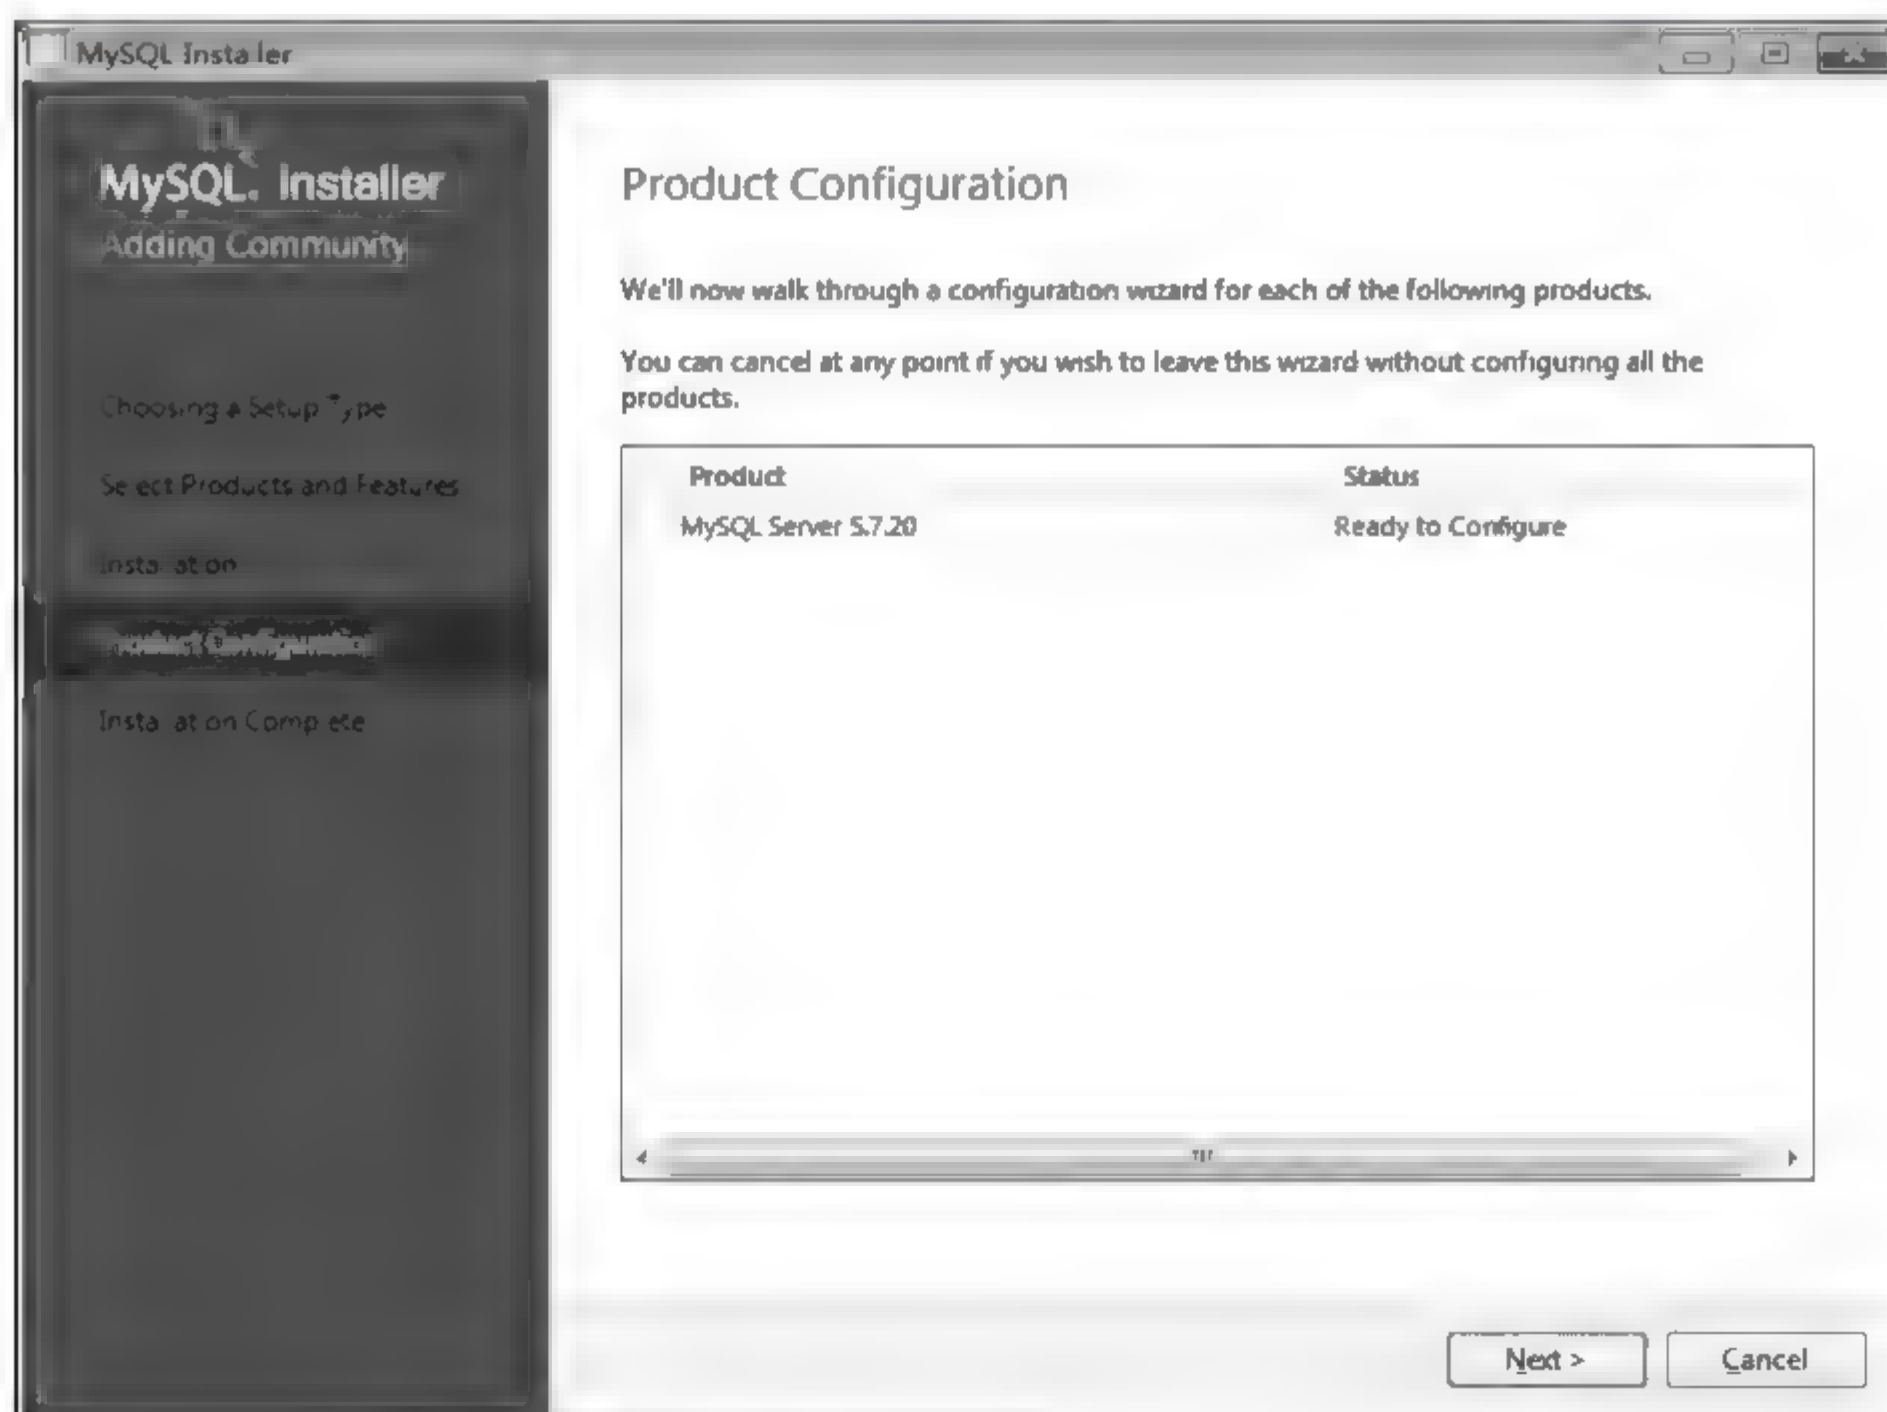 MySQL Installer
MySQL. Installer
Adding Community
Choosing a Setup Type
Select Products and Features
Installation
Installation Complete
Product Configuration
We'll now walk through a configuration wizard for each of the following products.
You can cancel at any point if you wish to leave this wizard without configuring all the
products.
Product Status
MySQL Server 5.7.20 Ready to Configure
Next > Cancel